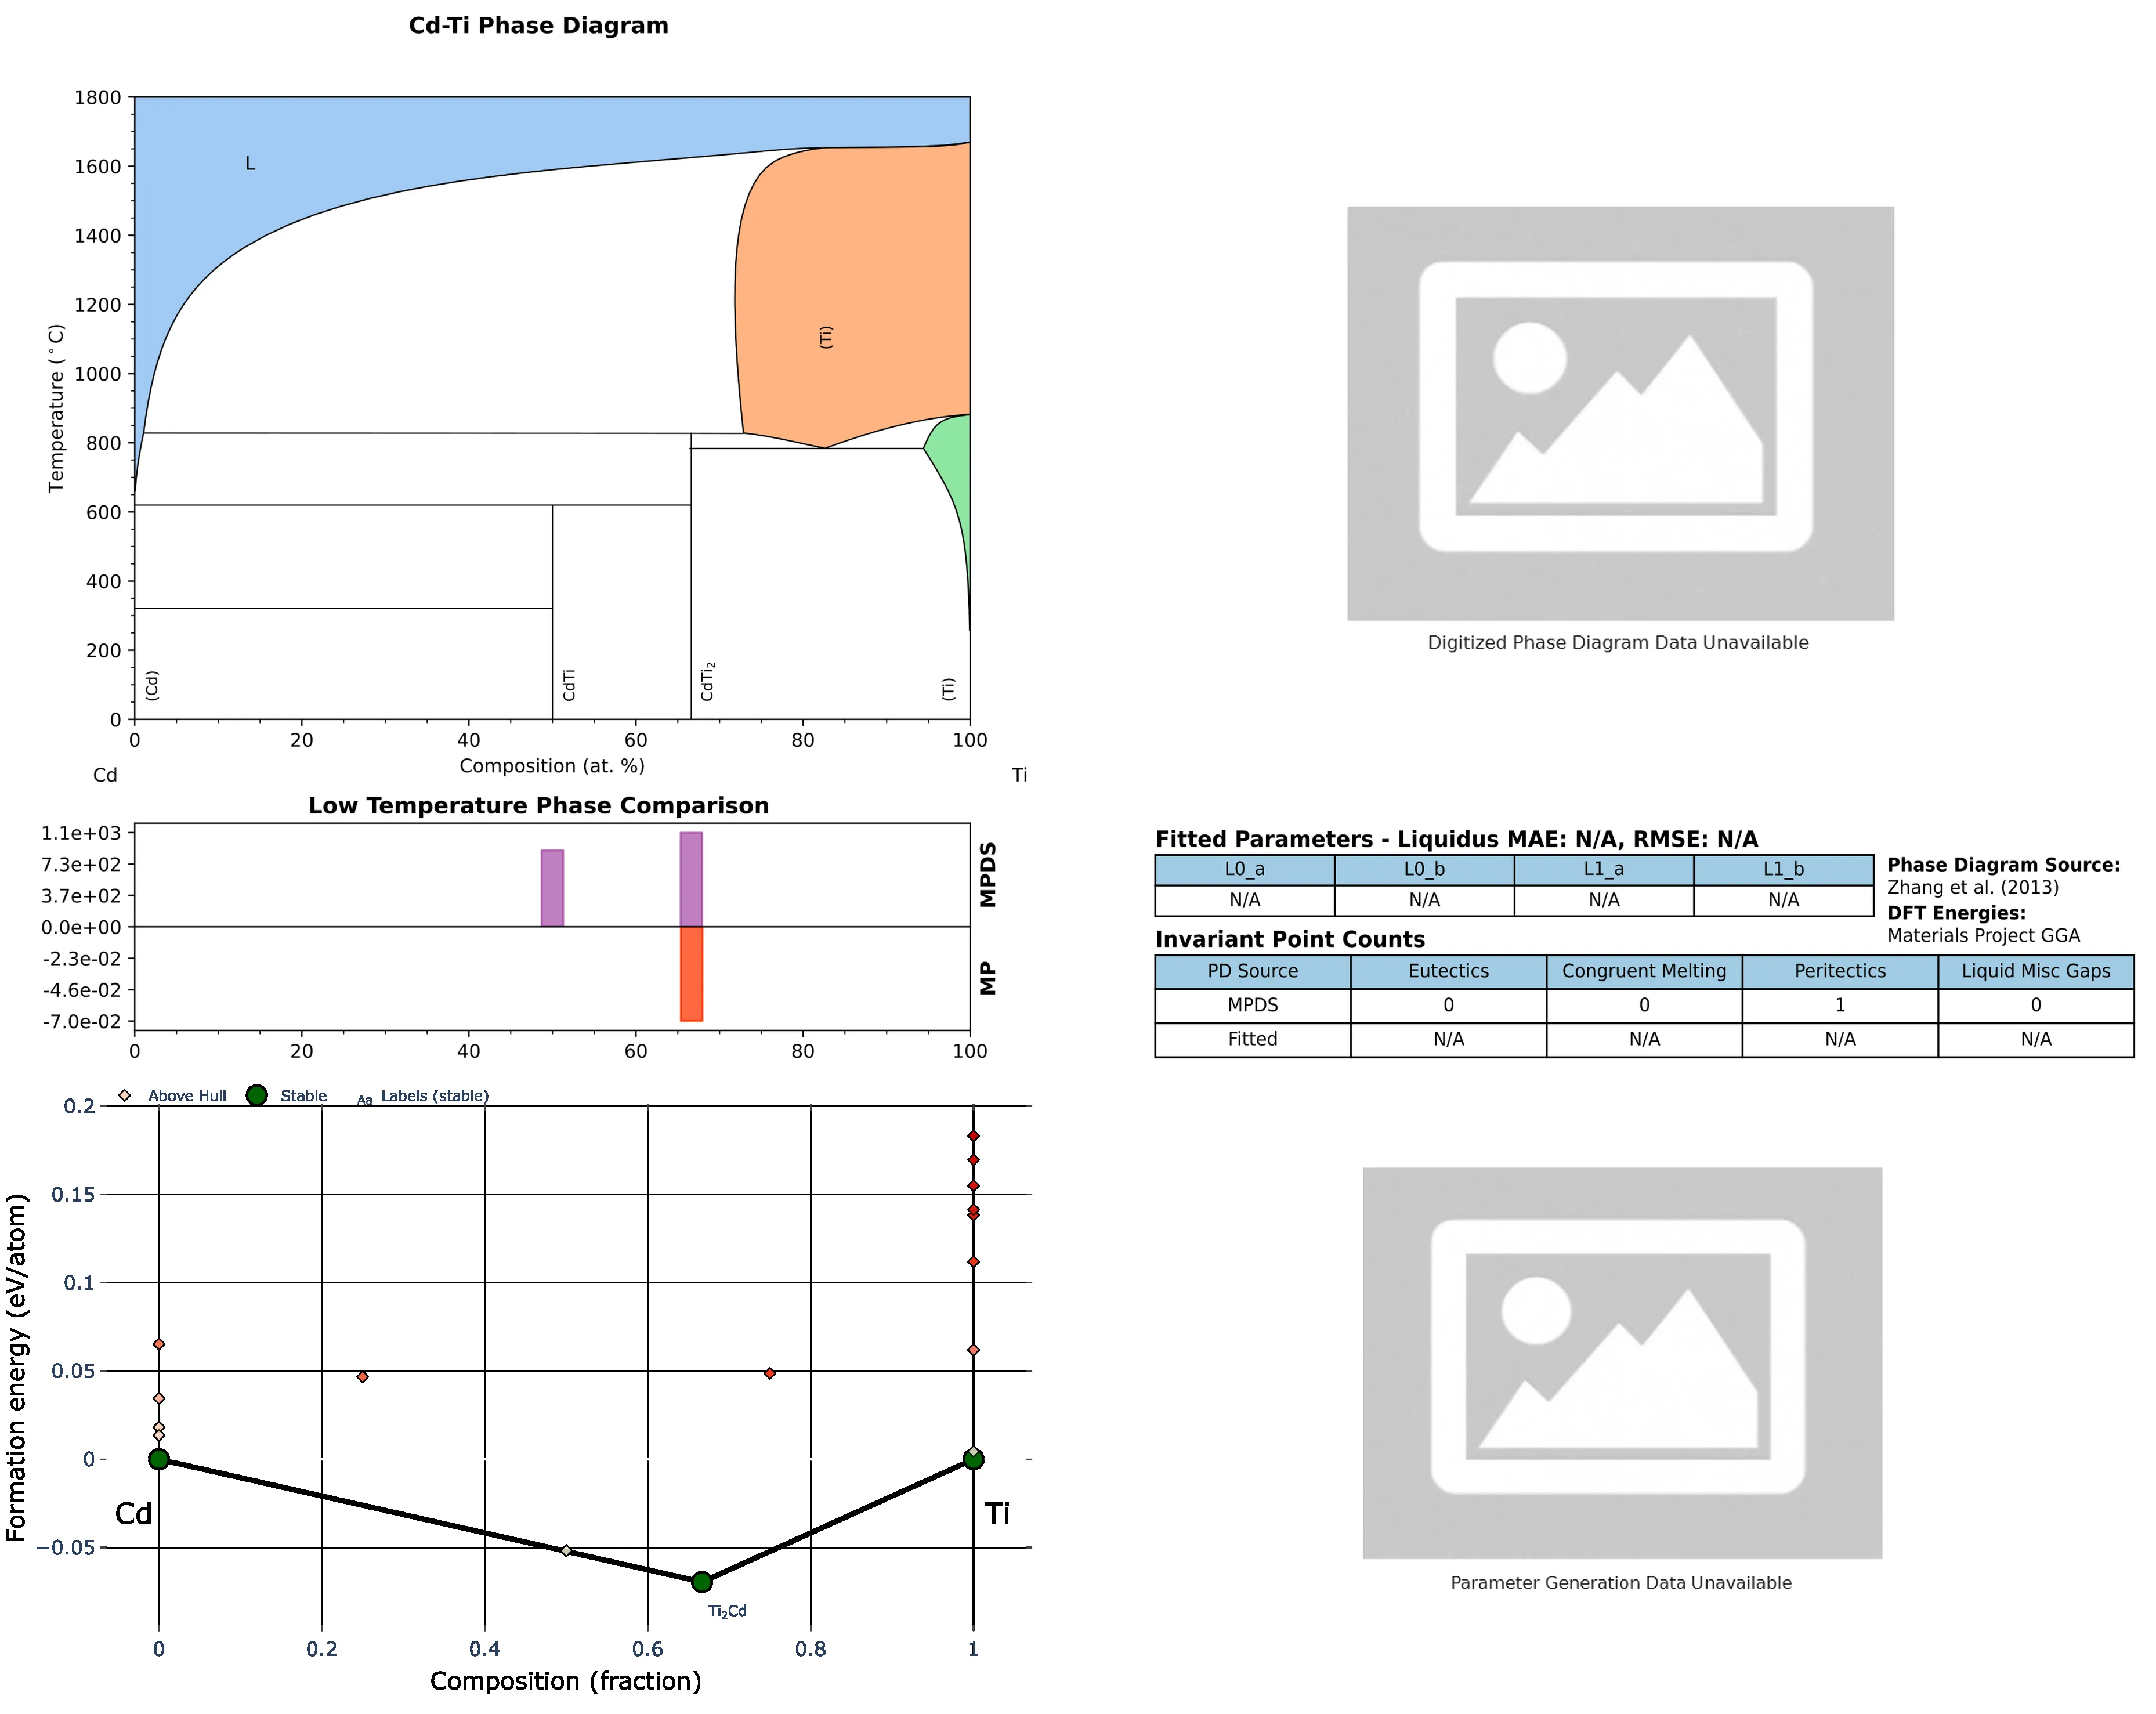 Cd-Ti Phase Diagram
1800
1600
1400
1200
1000
800
600
400
200
0
Temperature (°C)
L
(Ti)
(Cd)
CdTi
CdTi₂
(Ti)
0 20 40 60 80 100
Composition (at. %)
Cd Ti
Digitized Phase Diagram Data Unavailable
Low Temperature Phase Comparison
1.1e+03
7.3e+02
3.7e+02
0.0e+00
-2.3e-02
-4.6e-02
-7.0e-02
MPDS
MP
0 20 40 60 80 100
Fitted Parameters - Liquidus MAE: N/A, RMSE: N/A
L0_a L0_b L1_a L1_b
N/A N/A N/A N/A
Phase Diagram Source:
Zhang et al. (2013)
DFT Energies:
Materials Project GGA
Invariant Point Counts
PD Source Eutectics Congruent Melting Peritectics Liquid Misc Gaps
MPDS 0 0 1 0
Fitted N/A N/A N/A N/A
Above Hull Stable Aa Labels (stable)
0.2
0.15
0.1
0.05
0
−0.05
Formation energy (eV/atom)
Cd
Ti
Ti₂Cd
0 0.2 0.4 0.6 0.8 1
Composition (fraction)
Parameter Generation Data Unavailable